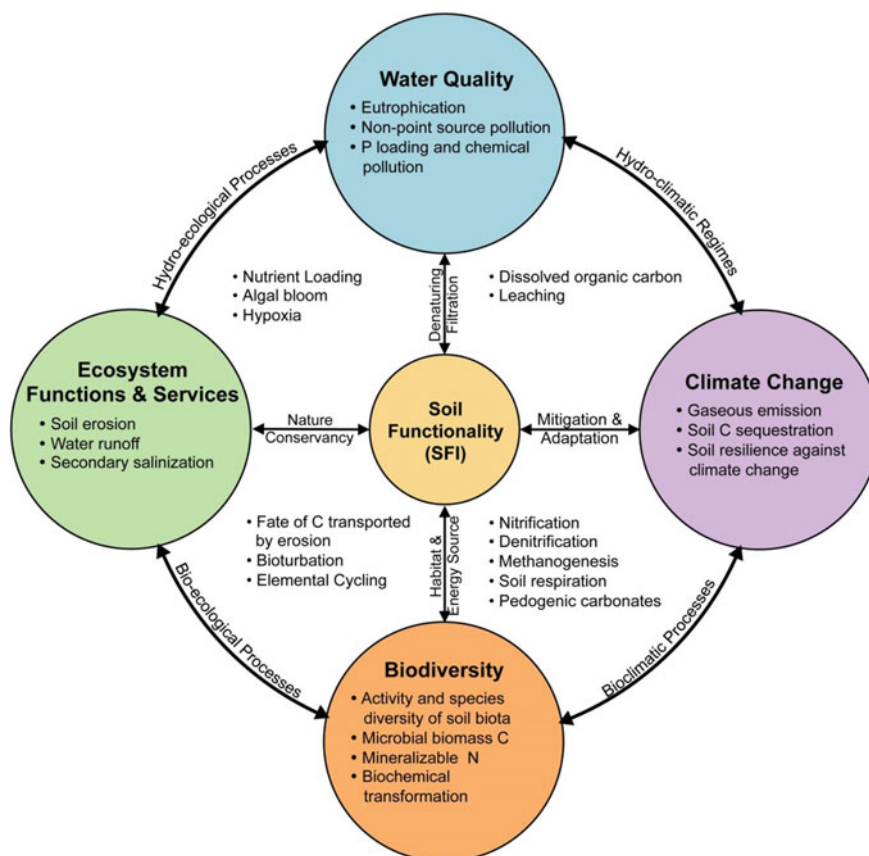 Water Quality
• Eutrophication
• Non-point source pollution
• P loading and chemical
pollution
Hydro-ecological Processes
Hydro-climatic Regimes
• Nutrient Loading
• Algal bloom
• Hypoxia
Denaturing
Filtration
• Dissolved organic carbon
• Leaching
Ecosystem
Functions & Services
• Soil erosion
• Water runoff
• Secondary salinization
Nature
Conservancy
Soil
Functionality
(SFI)
Mitigation &
Adaptation
Climate Change
• Gaseous emission
• Soil C sequestration
• Soil resilience against
climate change
• Fate of C transported
by erosion
• Bioturbation
• Elemental Cycling
Habitat &
Energy Source
• Nitrification
• Denitrification
• Methanogenesis
• Soil respiration
• Pedogenic carbonates
Bio-ecological Processes
Bioclimatic Processes
Biodiversity
• Activity and species
diversity of soil biota
• Microbial biomass C
• Mineralizable N
• Biochemical
transformation